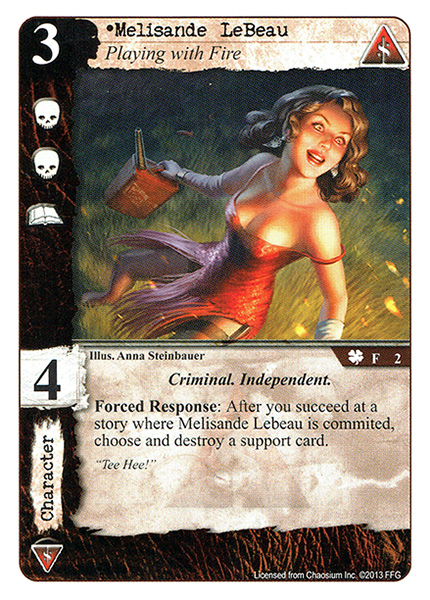 3
•Melisande LeBeau
Playing with Fire
4
Illus. Anna Steinbauer
F 2
Criminal. Independent.
Forced Response: After you succeed at a
story where Melisande Lebeau is commited,
choose and destroy a support card.
"Tee Hee!"
Character
Licensed from Chaosium Inc. ©2013 FFG